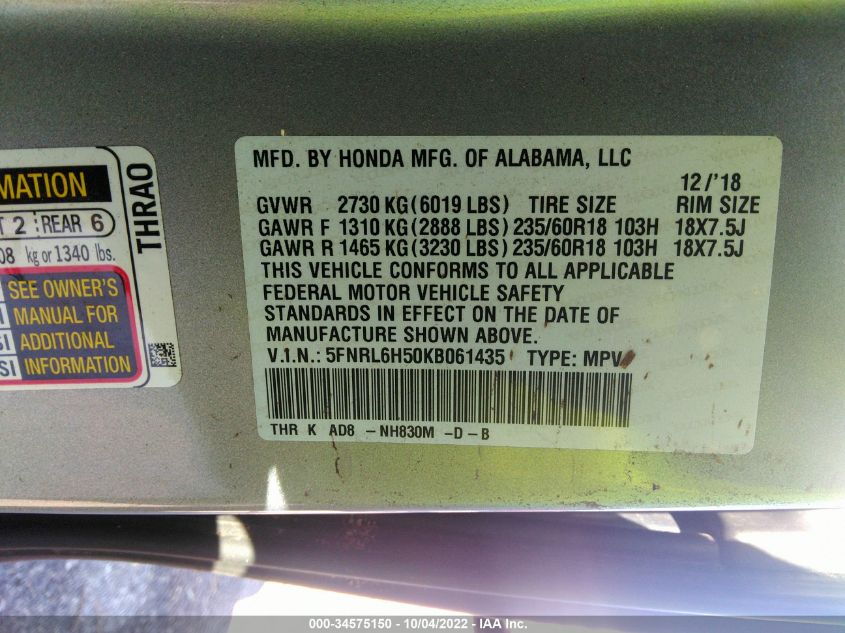 MATION
T 2 REAR 6
08 kg or 1340 lbs.
SEE OWNER'S
MANUAL FOR
SI ADDITIONAL
SI INFORMATION
THRA0
MFD. BY HONDA MFG. OF ALABAMA, LLC
12/'18
GVWR 2730 KG(6019 LBS) TIRE SIZE RIM SIZE
GAWR F 1310 KG(2888 LBS)235/60R18 103H 18X7.5J
GAWR R 1465 KG(3230 LBS)235/60R18 103H 18X7.5J
THIS VEHICLE CONFORMS TO ALL APPLICABLE
FEDERAL MOTOR VEHICLE SAFETY
STANDARDS IN EFFECT ON THE DATE OF
MANUFACTURE SHOWN ABOVE.
V.I.N.: 5FNRL6H50KB061435 TYPE: MPV
THR K AD8 -NH830M -D-B
000-34575150 - 10/04/2022 - IAA Inc.